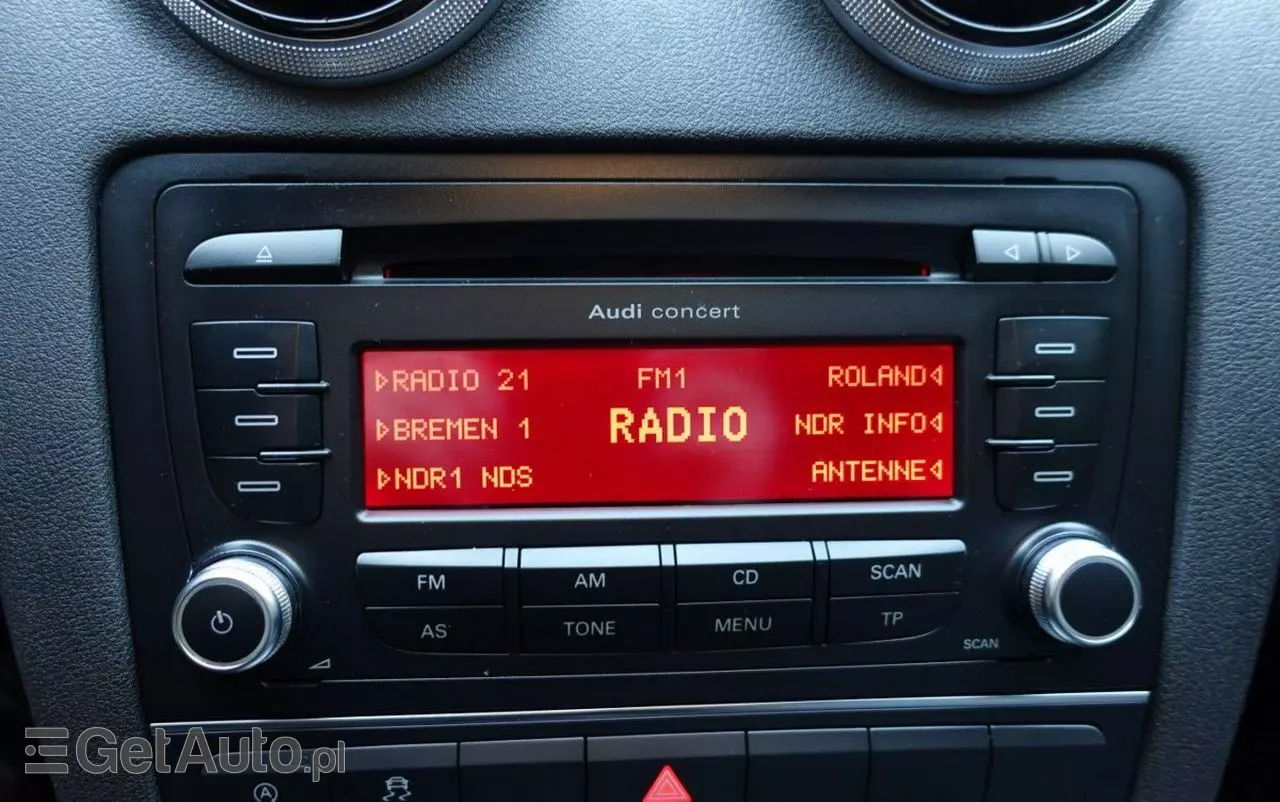 Audi concert
RADIO 21 FM1 ROLAND
BREMEN 1 RADIO NDR INFO
NDR1 NDS ANTENNE
FM AM CD SCAN
AS TONE MENU TP
SCAN
GetAuto.pl
A